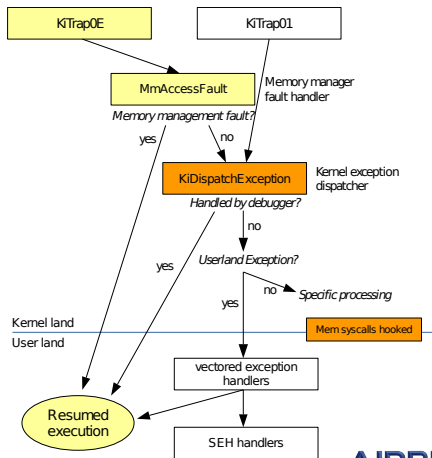 KiTrap0E
KiTrap01
Memory manager
fault handler
MmAccessFault
Memory management fault?
yes
no
KiDispatchException
Kernel exception
dispatcher
Handled by debugger?
no
yes
Userland Exception?
no
Specific processing
yes
Kernel land
Mem syscalls hooked
User land
vectored exception
handlers
Resumed
execution
SEH handlers